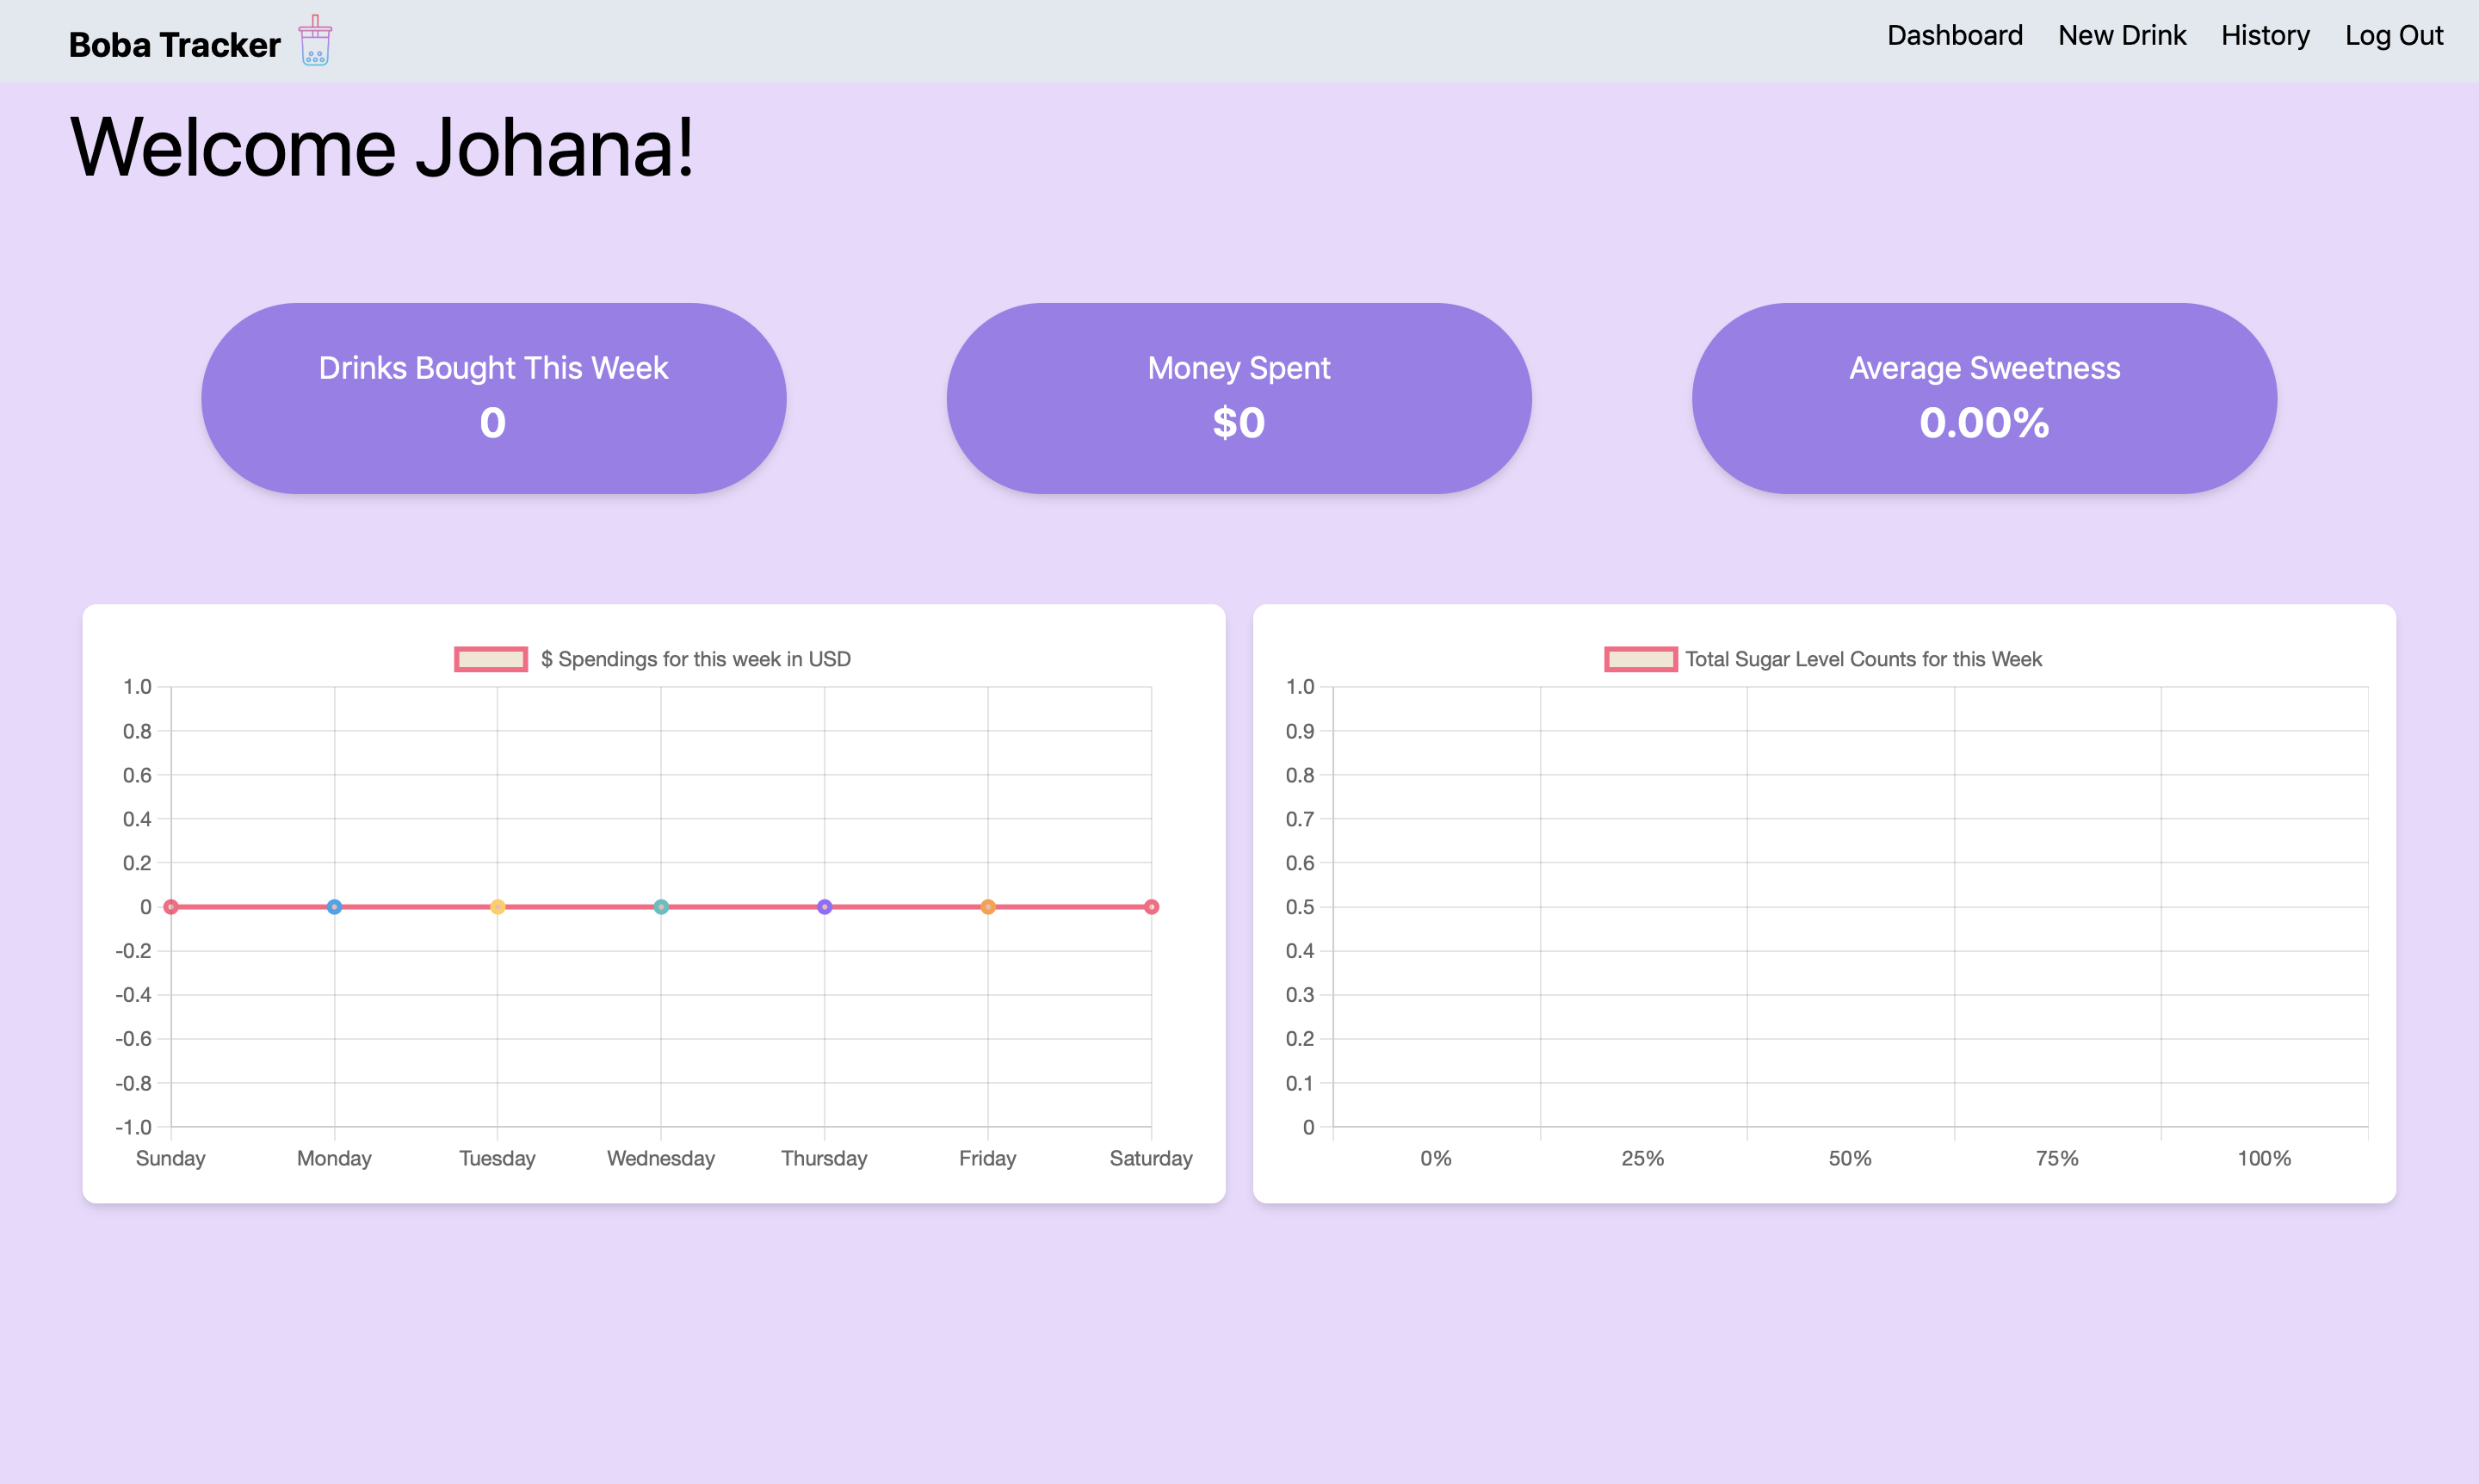 Boba Tracker
Dashboard New Drink History Log Out
Welcome Johana!
Drinks Bought This Week
0
Money Spent
$0
Average Sweetness
0.00%
$ Spendings for this week in USD
1.0
0.8
0.6
0.4
0.2
0
-0.2
-0.4
-0.6
-0.8
-1.0
Sunday Monday Tuesday Wednesday Thursday Friday Saturday
Total Sugar Level Counts for this Week
1.0
0.9
0.8
0.7
0.6
0.5
0.4
0.3
0.2
0.1
0
0% 25% 50% 75% 100%